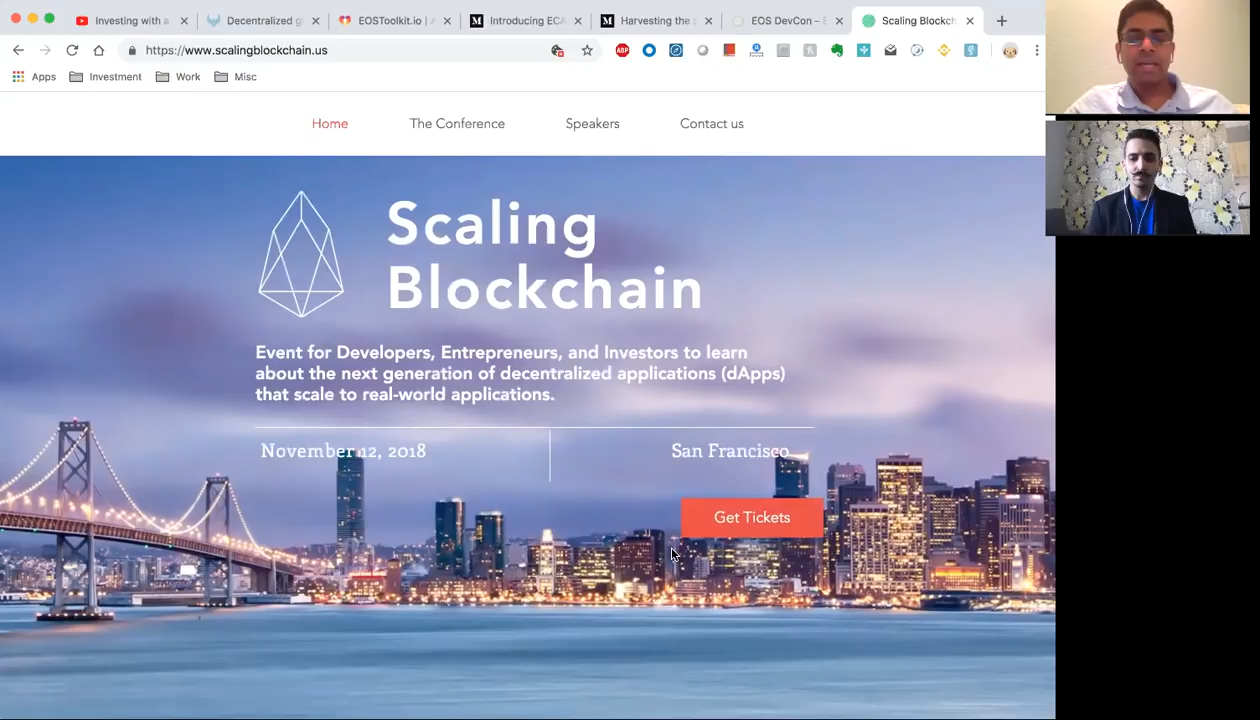 Investing with a
Decentralized g
EOSToolkit.io | A
Introducing ECA
Harvesting the p
EOS DevCon – E
Scaling Blockch
https://www.scalingblockchain.us
ABP
Apps
Investment
Work
Misc
Home
The Conference
Speakers
Contact us
Scaling
Blockchain
Event for Developers, Entrepreneurs, and Investors to learn
about the next generation of decentralized applications (dApps)
that scale to real-world applications.
November 12, 2018
San Francisco
Get Tickets